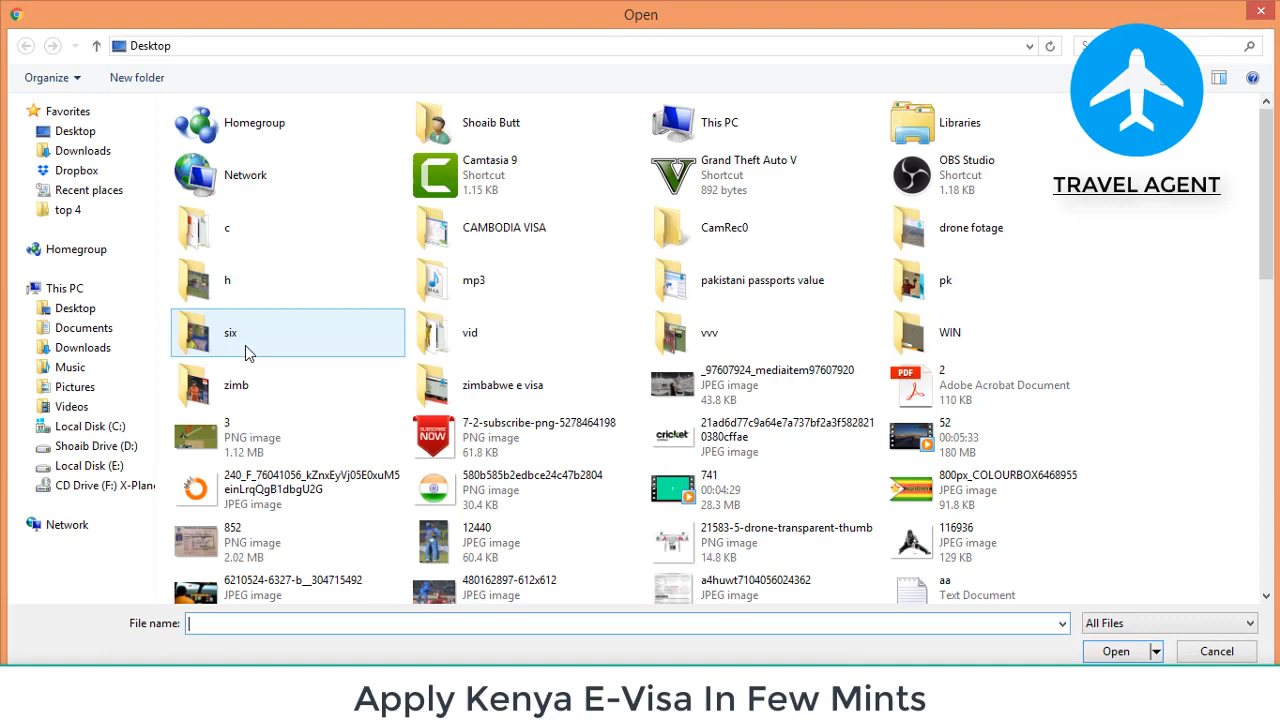 Open
Desktop
Organize
New folder
TRAVEL AGENT
Favorites
Desktop
Downloads
Dropbox
Recent places
top 4
Homegroup
This PC
Desktop
Documents
Downloads
Music
Pictures
Videos
Local Disk (C:)
Shoaib Drive (D:)
Local Disk (E:)
CD Drive (F:) X-Plane
Network
Homegroup
Shoaib Butt
This PC
Libraries
Network
Camtasia 9
Shortcut
1.15 KB
Grand Theft Auto V
Shortcut
892 bytes
OBS Studio
Shortcut
1.18 KB
c
CAMBODIA VISA
CamRec0
drone fotage
h
mp3
pakistani passports value
pk
six
vid
vvv
WIN
zimb
zimbabwe e visa
_97607924_mediaitem97607920
JPEG image
43.8 KB
2
Adobe Acrobat Document
110 KB
3
PNG image
1.12 MB
7-2-subscribe-png-5278464198
PNG image
61.8 KB
21ad6d77c9a64e7a737bf2a3f582821
0380cffae
JPEG image
52
00:05:33
180 MB
240_F_76041056_kZnxEyVj05E0xuM5
einLrqQgB1dbgU2G
JPEG image
580b585b2edbce24c47b2804
PNG image
30.4 KB
741
00:04:29
28.3 MB
800px_COLOURBOX6468955
JPEG image
91.8 KB
852
PNG image
2.02 MB
12440
JPEG image
60.4 KB
21583-5-drone-transparent-thumb
PNG image
14.8 KB
116936
JPEG image
129 KB
6210524-6327-b__304715492
JPEG image
480162897-612x612
JPEG image
a4huwt7104056024362
JPEG image
aa
Text Document
File name:
All Files
Open
Cancel
Apply Kenya E-Visa In Few Mints